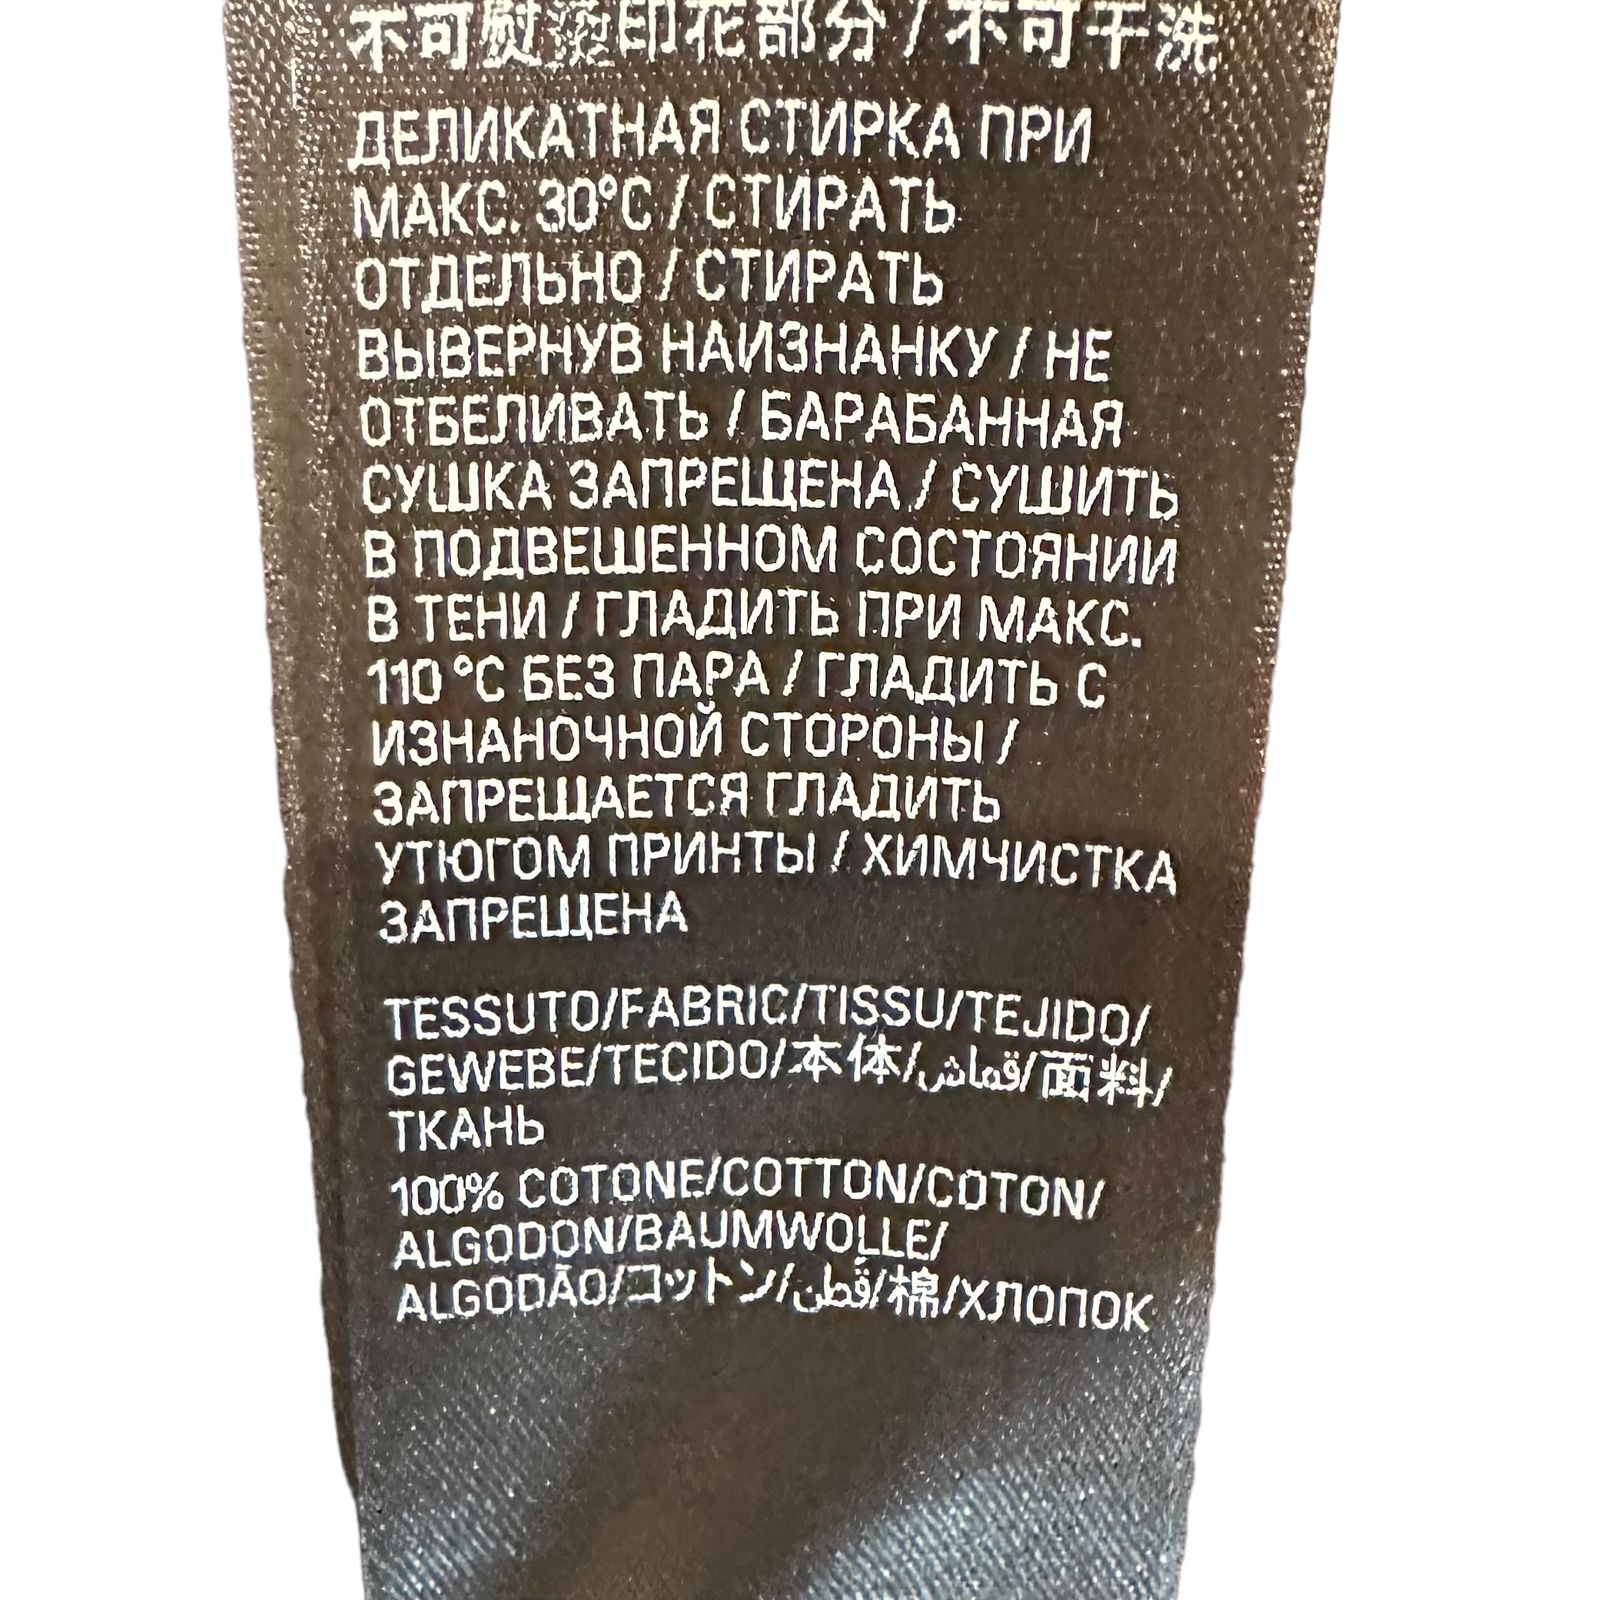 不可熨烫印花部分 / 不可干洗
ДЕЛИКАТНАЯ СТИРКА ПРИ
МАКС. 30°C / СТИРАТЬ
ОТДЕЛЬНО / СТИРАТЬ
ВЫВЕРНУВ НАИЗНАНКУ / НЕ
ОТБЕЛИВАТЬ / БАРАБАННАЯ
СУШКА ЗАПРЕЩЕНА / СУШИТЬ
В ПОДВЕШЕННОМ СОСТОЯНИИ
В ТЕНИ / ГЛАДИТЬ ПРИ МАКС.
110 °C БЕЗ ПАРА / ГЛАДИТЬ С
ИЗНАНОЧНОЙ СТОРОНЫ /
ЗАПРЕЩАЕТСЯ ГЛАДИТЬ
УТЮГОМ ПРИНТЫ / ХИМЧИСТКА
ЗАПРЕЩЕНА
TESSUTO/FABRIC/TISSU/TEJIDO/
GEWEBE/TECIDO/本体/قماش/面料/
ТКАНЬ
100% COTONE/COTTON/COTON/
ALGODON/BAUMWOLLE/
ALGODÃO/コットン/قُطن/棉/ХЛОПОК